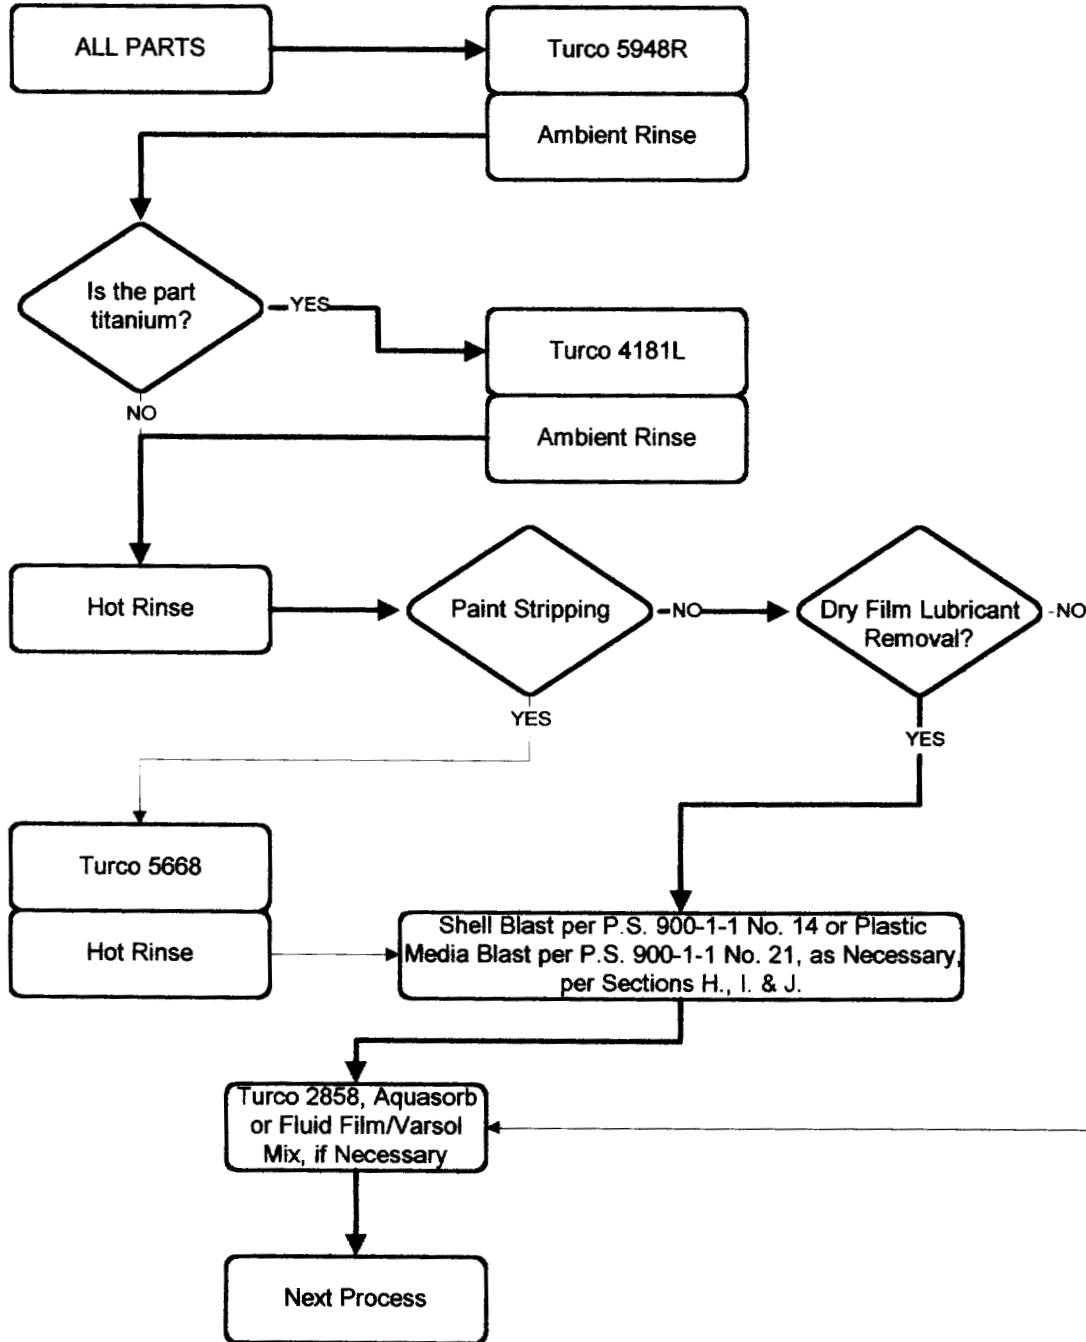 ALL PARTS
Turco 5948R
Ambient Rinse
Is the part
titanium?
YES
Turco 4181L
NO
Ambient Rinse
Hot Rinse
Paint Stripping
NO
Dry Film Lubricant
Removal?
NO
YES
YES
Turco 5668
Hot Rinse
Shell Blast per P.S. 900-1-1 No. 14 or Plastic
Media Blast per P.S. 900-1-1 No. 21, as Necessary,
per Sections H., I. & J.
Turco 2858, Aquasorb
or Fluid Film/Varsol
Mix, if Necessary
Next Process